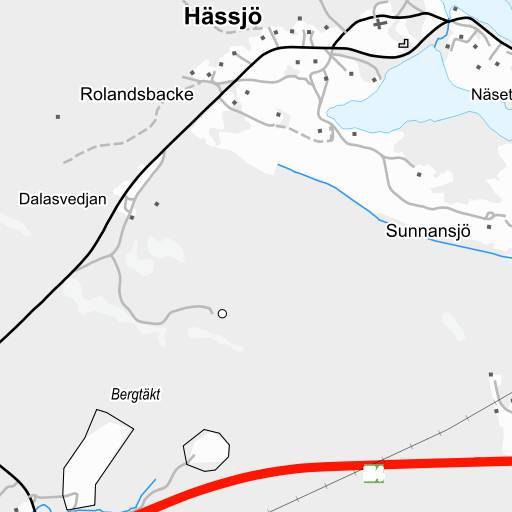 Hässjö
Rolandsbacke
Näset
Dalasvedjan
Sunnansjö
Bergtäkt